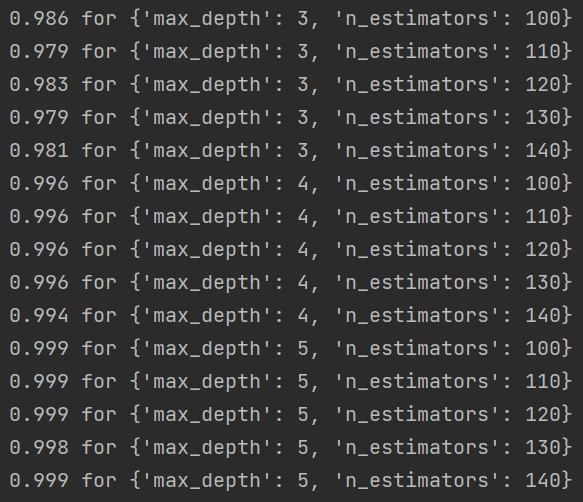 0.986 for {'max_depth': 3, 'n_estimators': 100}
0.979 for {'max_depth': 3, 'n_estimators': 110}
0.983 for {'max_depth': 3, 'n_estimators': 120}
0.979 for {'max_depth': 3, 'n_estimators': 130}
0.981 for {'max_depth': 3, 'n_estimators': 140}
0.996 for {'max_depth': 4, 'n_estimators': 100}
0.996 for {'max_depth': 4, 'n_estimators': 110}
0.996 for {'max_depth': 4, 'n_estimators': 120}
0.996 for {'max_depth': 4, 'n_estimators': 130}
0.994 for {'max_depth': 4, 'n_estimators': 140}
0.999 for {'max_depth': 5, 'n_estimators': 100}
0.999 for {'max_depth': 5, 'n_estimators': 110}
0.999 for {'max_depth': 5, 'n_estimators': 120}
0.998 for {'max_depth': 5, 'n_estimators': 130}
0.999 for {'max_depth': 5, 'n_estimators': 140}